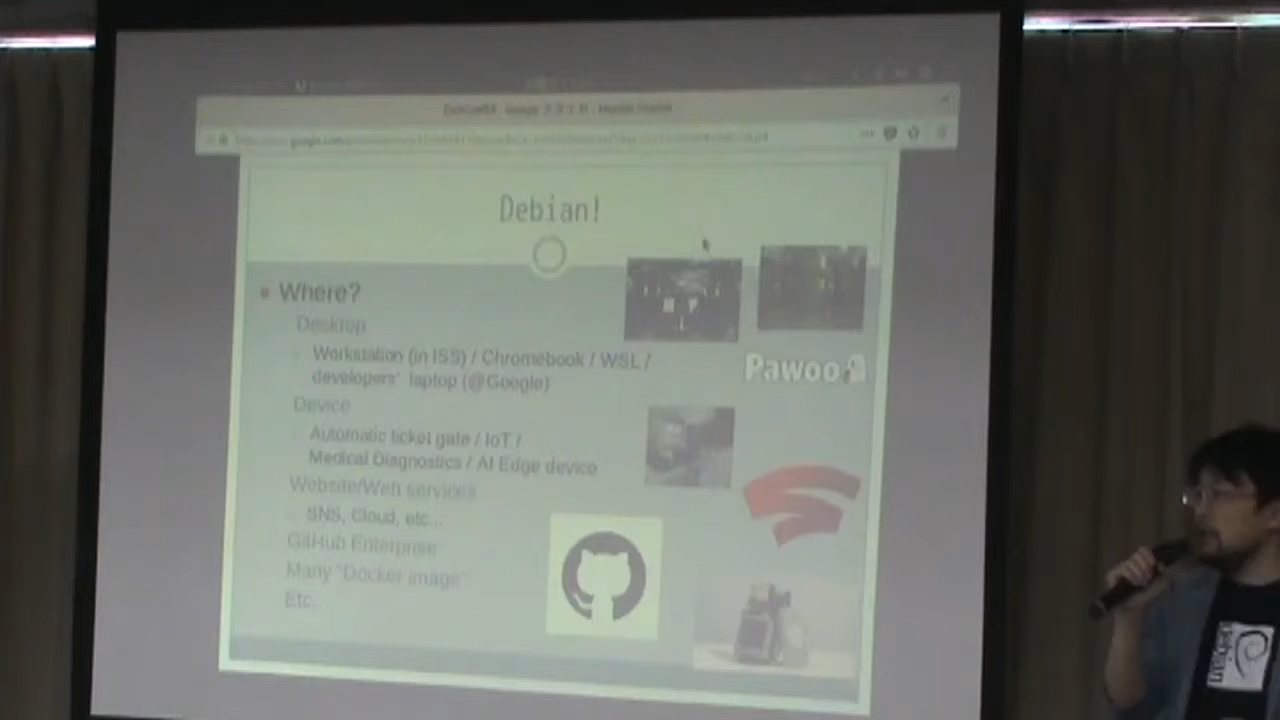 Debian!
Where?
Desktop
Workstation (in ISS) / Chromebook / WSL /
developers' laptop (@Google)
Device
Automatic ticket gate / IoT /
Medical Diagnostics / AI Edge device
Website/Web services
SNS, Cloud, etc...
GitHub Enterprise
Many "Docker image"
Etc..
Pawoo
debian